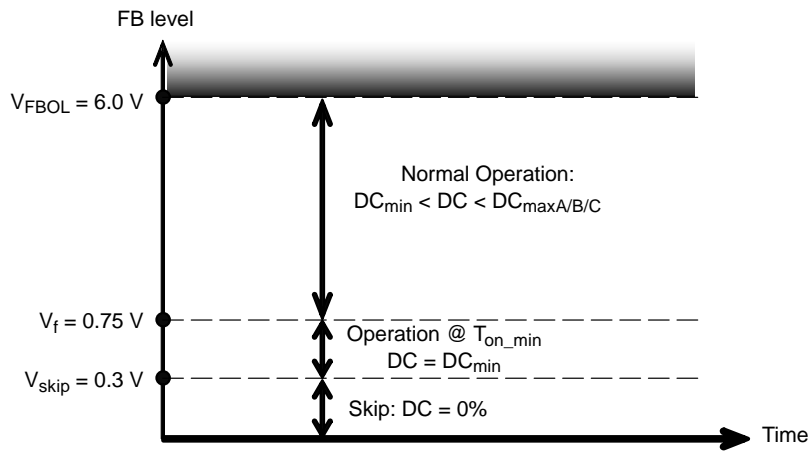 FB level
V_FBOL = 6.0 V
Normal Operation:
DC_min < DC < DC_maxA/B/C
V_f = 0.75 V
Operation @ T_on_min
DC = DC_min
V_skip = 0.3 V
Skip: DC = 0%
Time